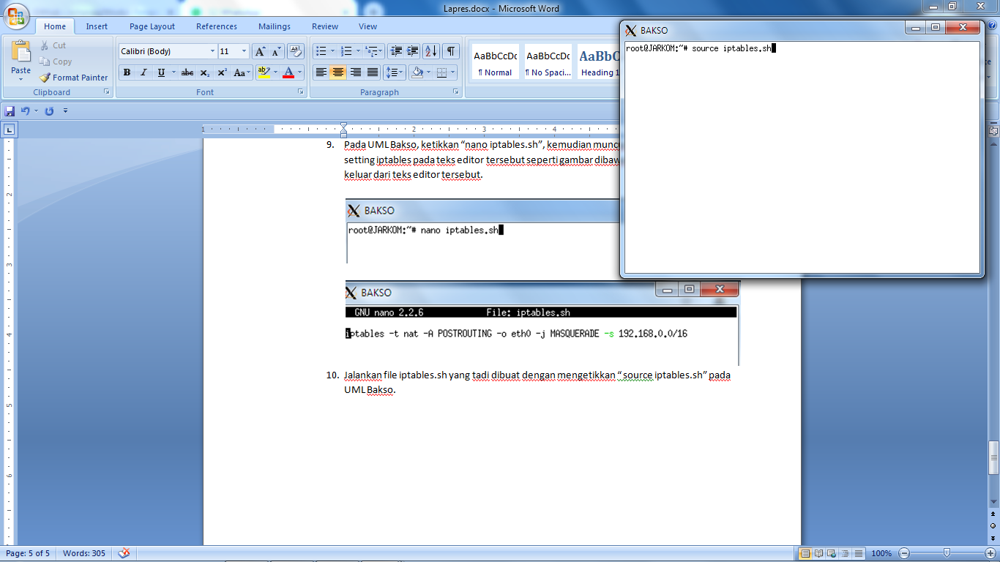 Lapres.docx - Microsoft Word
Home Insert Page Layout References Mailings Review View
Paste
Cut
Copy
Format Painter
Clipboard
Calibri (Body) 11
Font
Paragraph
AaBbCcDc AaBbCcDc AaBbC
¶ Normal ¶ No Spaci... Heading 1
BAKSO
root@JARKOM:~# source iptables.sh
9. Pada UML Bakso, ketikkan “nano iptables.sh”, kemudian
setting iptables pada teks editor tersebut seperti gambar
keluar dari teks editor tersebut.
BAKSO
root@JARKOM:~# nano iptables.sh
BAKSO
GNU nano 2.2.6 File: iptables.sh
iptables -t nat -A POSTROUTING -o eth0 -j MASQUERADE -s 192.168.0.0/16
10. Jalankan file iptables.sh yang tadi dibuat dengan mengetikkan “ source iptables.sh” pada
UML Bakso.
Page: 5 of 5 Words: 305 100%